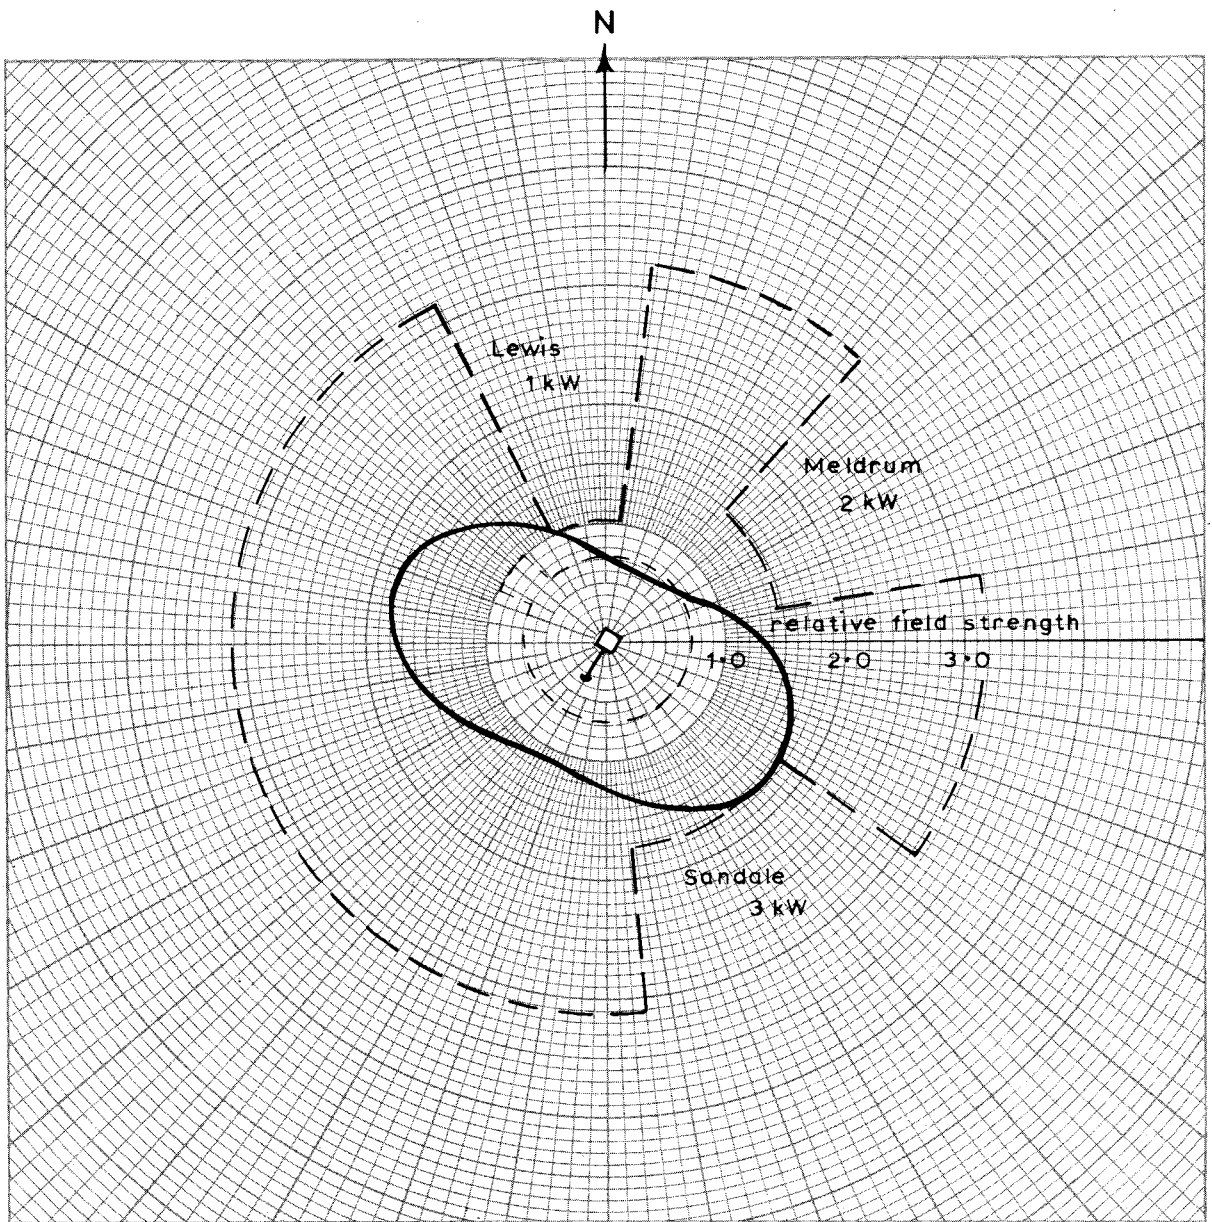 N
Lewis
1 kW
Meldrum
2 kW
relative field strength
1·0 2·0 3·0
Sandale
3 kW